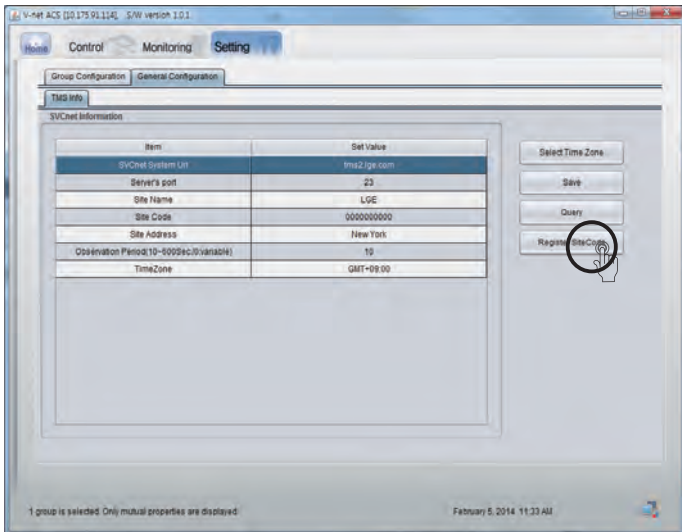 V-net ACS [10.175.91.114], S/W version 1.0.1
Home Control Monitoring Setting
Group Configuration General Configuration
TMS Info
SVCnet Information
Item Set Value
SVCnet System Url tms2.lge.com
Server's port 23
Site Name LGE
Site Code 0000000000
Site Address New York
Observation Period(10~600Sec,0:variable) 10
TimeZone GMT+09:00
Select Time Zone
Save
Query
Register SiteCode
1 group is selected. Only mutual properties are displayed
February 5, 2014 11:33 AM